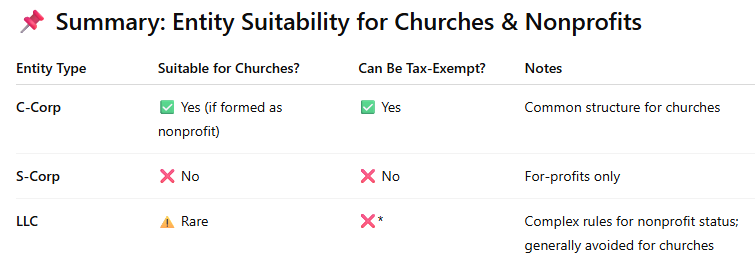 📌 Summary: Entity Suitability for Churches & Nonprofits
Entity Type Suitable for Churches? Can Be Tax-Exempt? Notes
C-Corp ✅ Yes (if formed as nonprofit) ✅ Yes Common structure for churches
S-Corp ❌ No ❌ No For-profits only
LLC ⚠️ Rare ❌* Complex rules for nonprofit status; generally avoided for churches